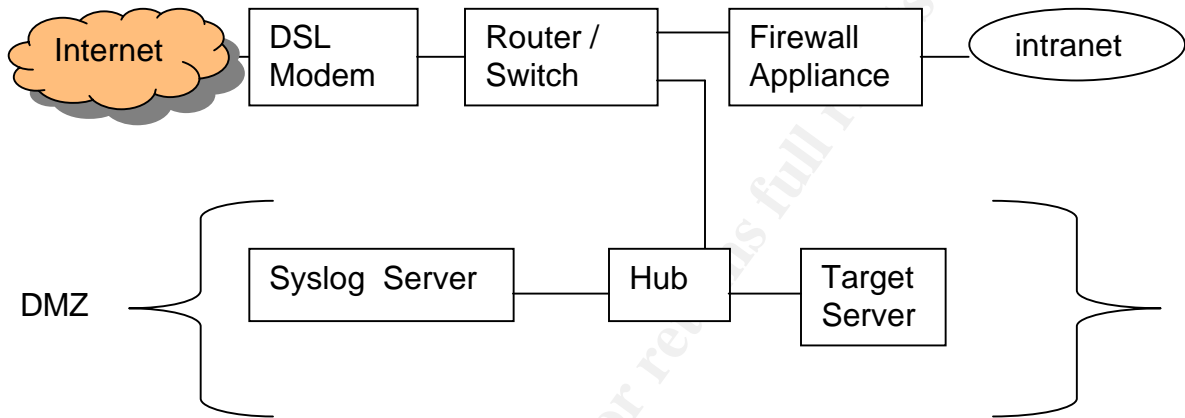 Internet
DSL
Modem
Router /
Switch
Firewall
Appliance
intranet
DMZ
Syslog Server
Hub
Target
Server